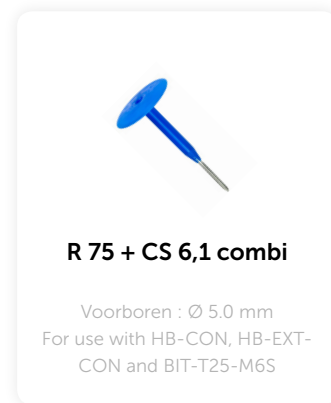 R 75 + CS 6,1 combi
Voorboren : Ø 5.0 mm
For use with HB-CON, HB-EXT-
CON and BIT-T25-M6S